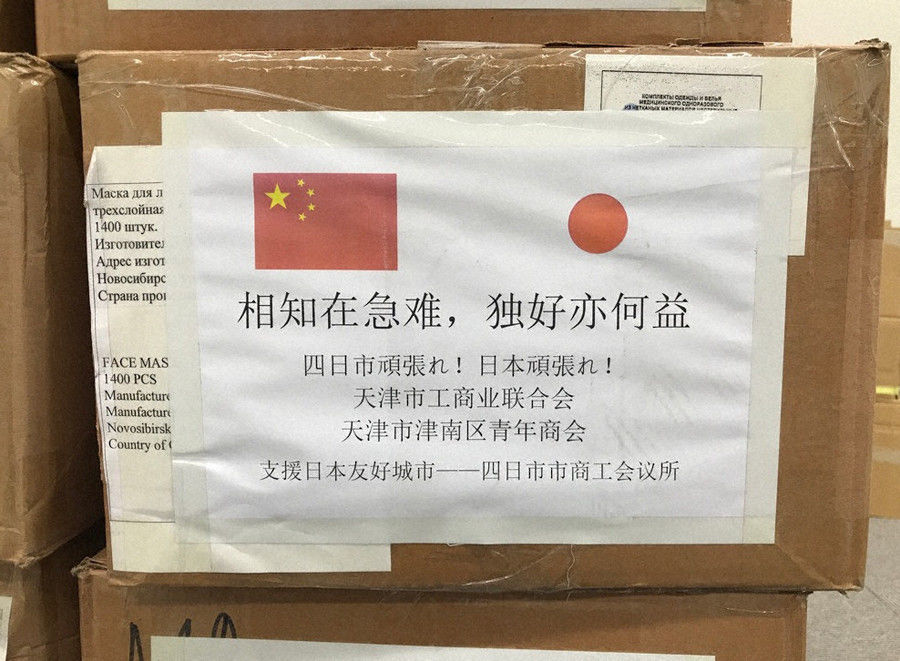 КОМПЛЕКТЫ ОДЕЖДЫ И БЕЛЬЯ
МЕДИЦИНСКОГО ОДНОРАЗОВОГО
ИЗ НЕТКАНЫХ МАТЕРИАЛОВ
Маска для л
трехслойная
1400 штук.
Изготовител
Адрес изгот
Новосибирс
Страна про
FACE MAS
1400 PCS
Manufacture
Manufacture
Novosibirsk
Country of
相知在急难，独好亦何益
四日市頑張れ！日本頑張れ！
天津市工商业联合会
天津市津南区青年商会
支援日本友好城市——四日市市商工会议所